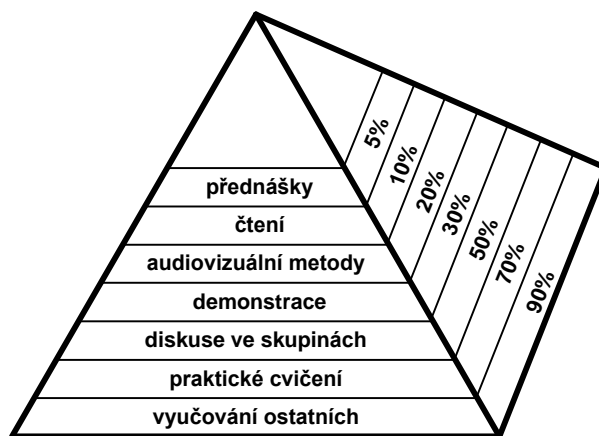 přednášky
čtení
audiovizuální metody
demonstrace
diskuse ve skupinách
praktické cvičení
vyučování ostatních
5%
10%
20%
30%
50%
70%
90%